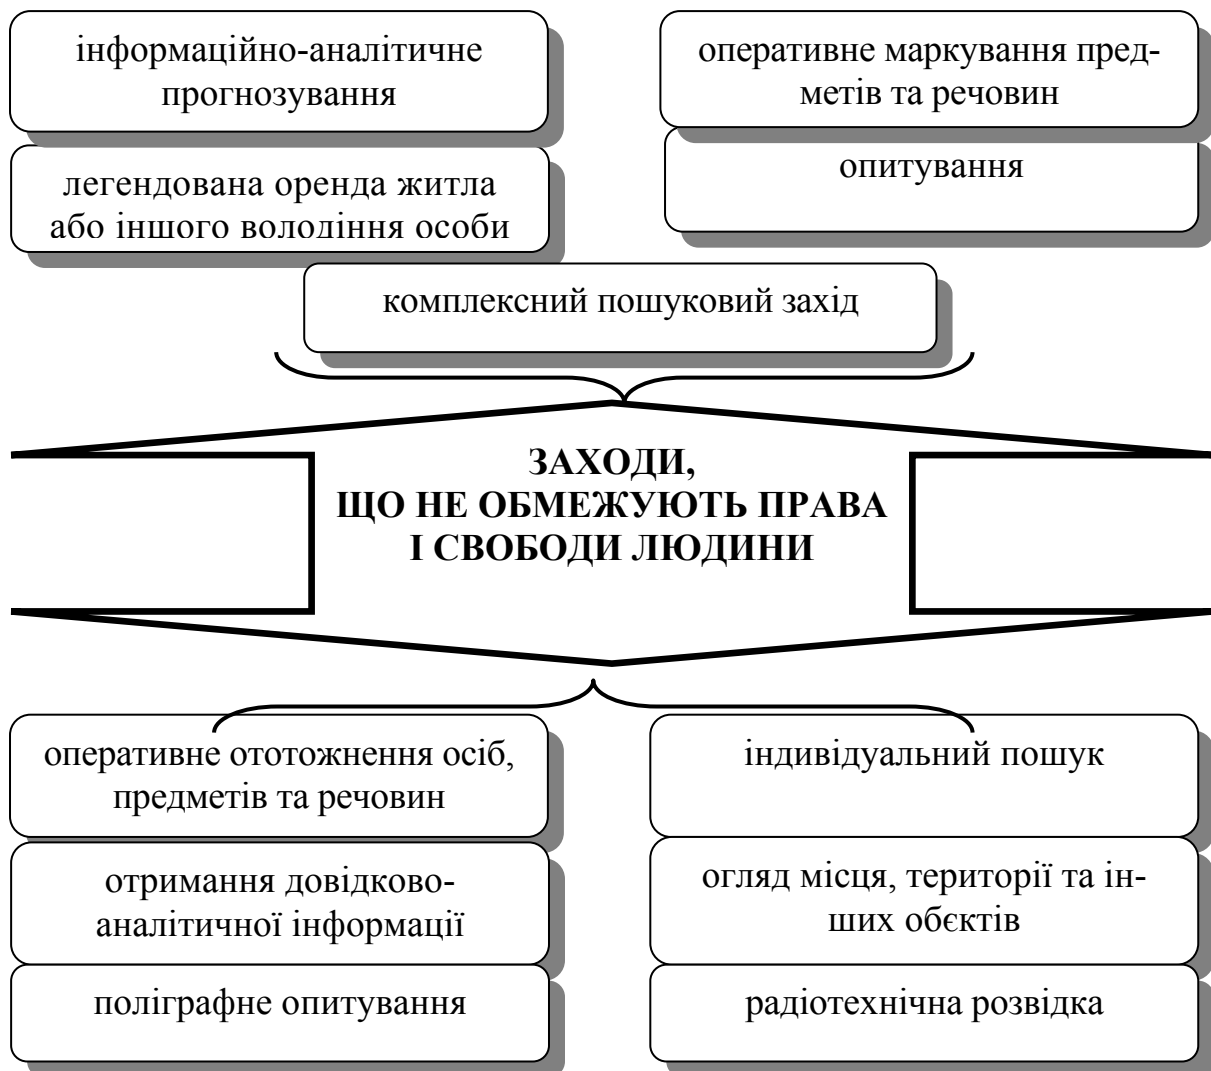 інформаційно-аналітичне
прогнозування
оперативне маркування пред-
метів та речовин
легендована оренда житла
або іншого володіння особи
опитування
комплексний пошуковий захід
ЗАХОДИ,
ЩО НЕ ОБМЕЖУЮТЬ ПРАВА
І СВОБОДИ ЛЮДИНИ
оперативне ототожнення осіб,
предметів та речовин
індивідуальний пошук
отримання довідково-
аналітичної інформації
огляд місця, території та ін-
ших обєктів
поліграфне опитування
радіотехнічна розвідка